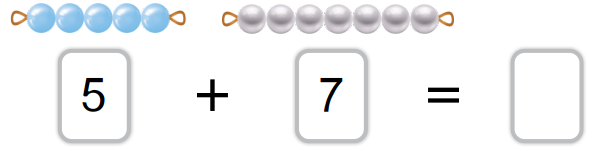 5 + 7 =